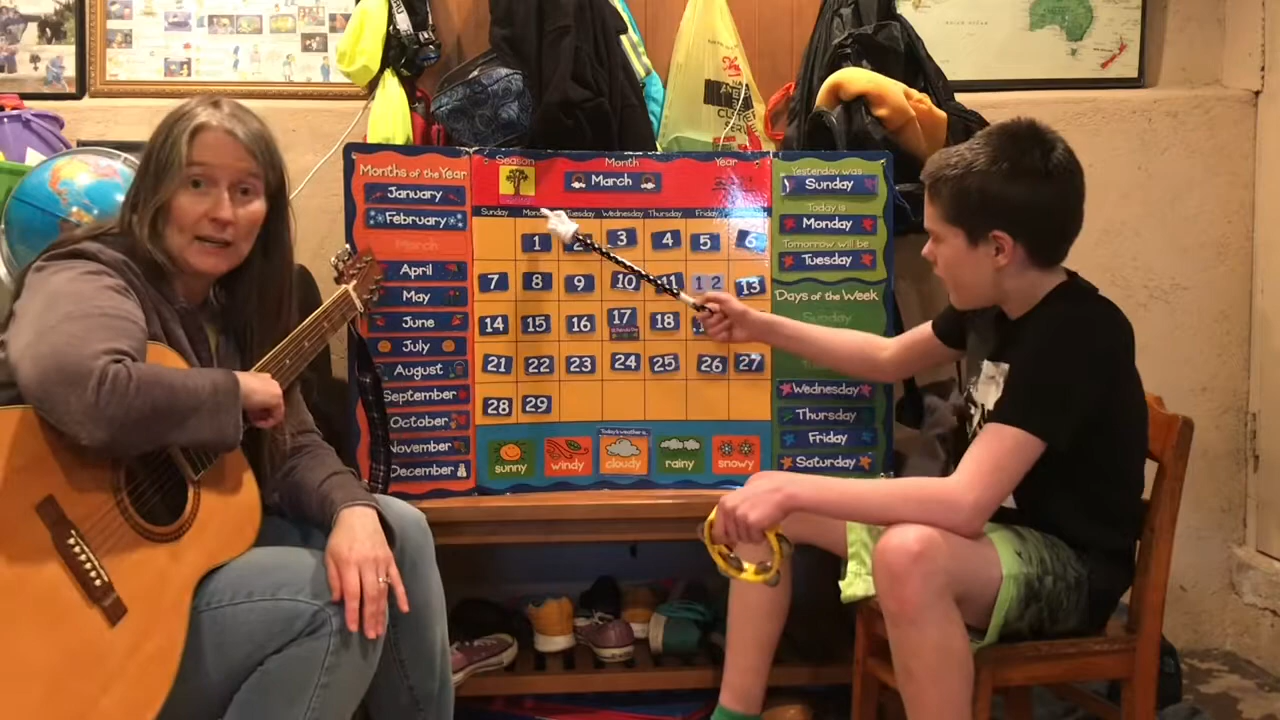 Months of the Year
January
February
March
April
May
June
July
August
September
October
November
December
Season
Month
Year
March
Sunday Monday Tuesday Wednesday Thursday Friday
1 2 3 4 5 6
7 8 9 10 11 12 13
14 15 16 17 18
21 22 23 24 25 26 27
28 29
Today's weather is
sunny
windy
cloudy
rainy
snowy
Yesterday was
Sunday
Today is
Monday
Tomorrow will be
Tuesday
Days of the Week
Sunday
Wednesday
Thursday
Friday
Saturday